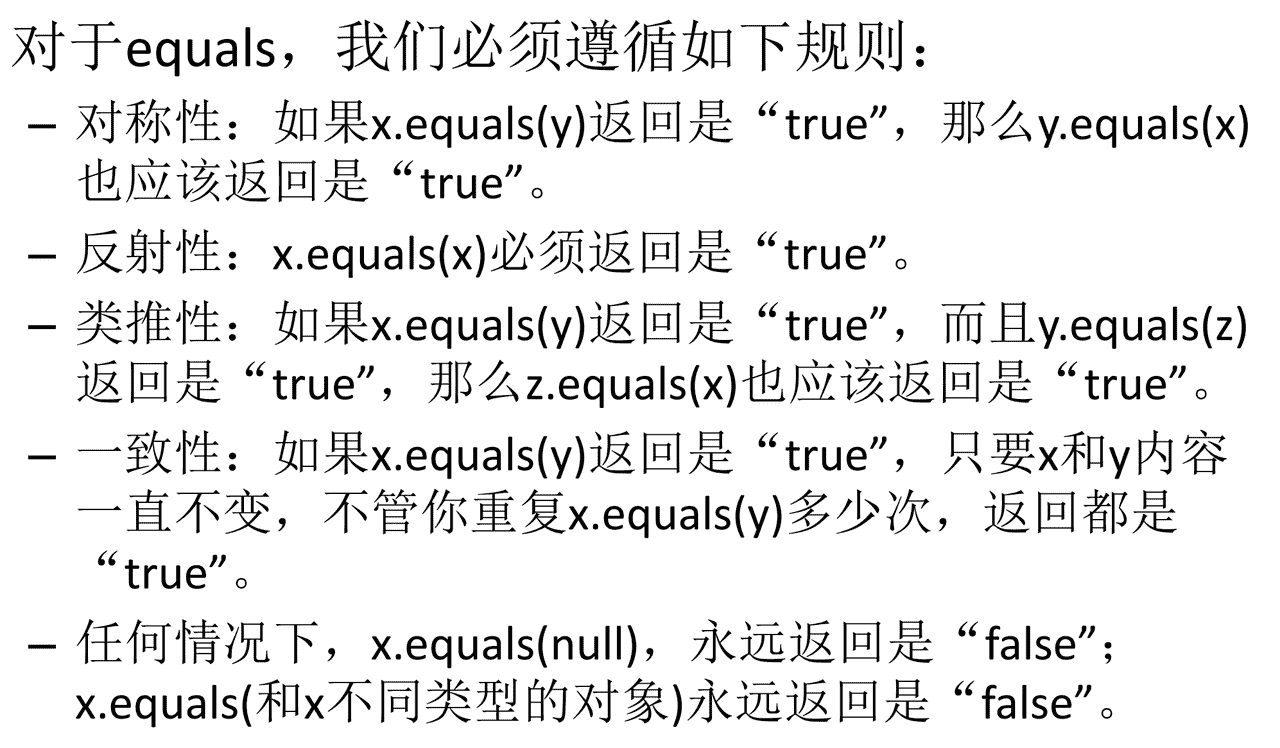 对于equals，我们必须遵循如下规则：
– 对称性：如果x.equals(y)返回是“true”，那么y.equals(x)
也应该返回是“true”。
– 反射性：x.equals(x)必须返回是“true”。
– 类推性：如果x.equals(y)返回是“true”，而且y.equals(z)
返回是“true”，那么z.equals(x)也应该返回是“true”。
– 一致性：如果x.equals(y)返回是“true”，只要x和y内容
一直不变，不管你重复x.equals(y)多少次，返回都是
“true”。
– 任何情况下，x.equals(null)，永远返回是“false”；
x.equals(和x不同类型的对象)永远返回是“false”。